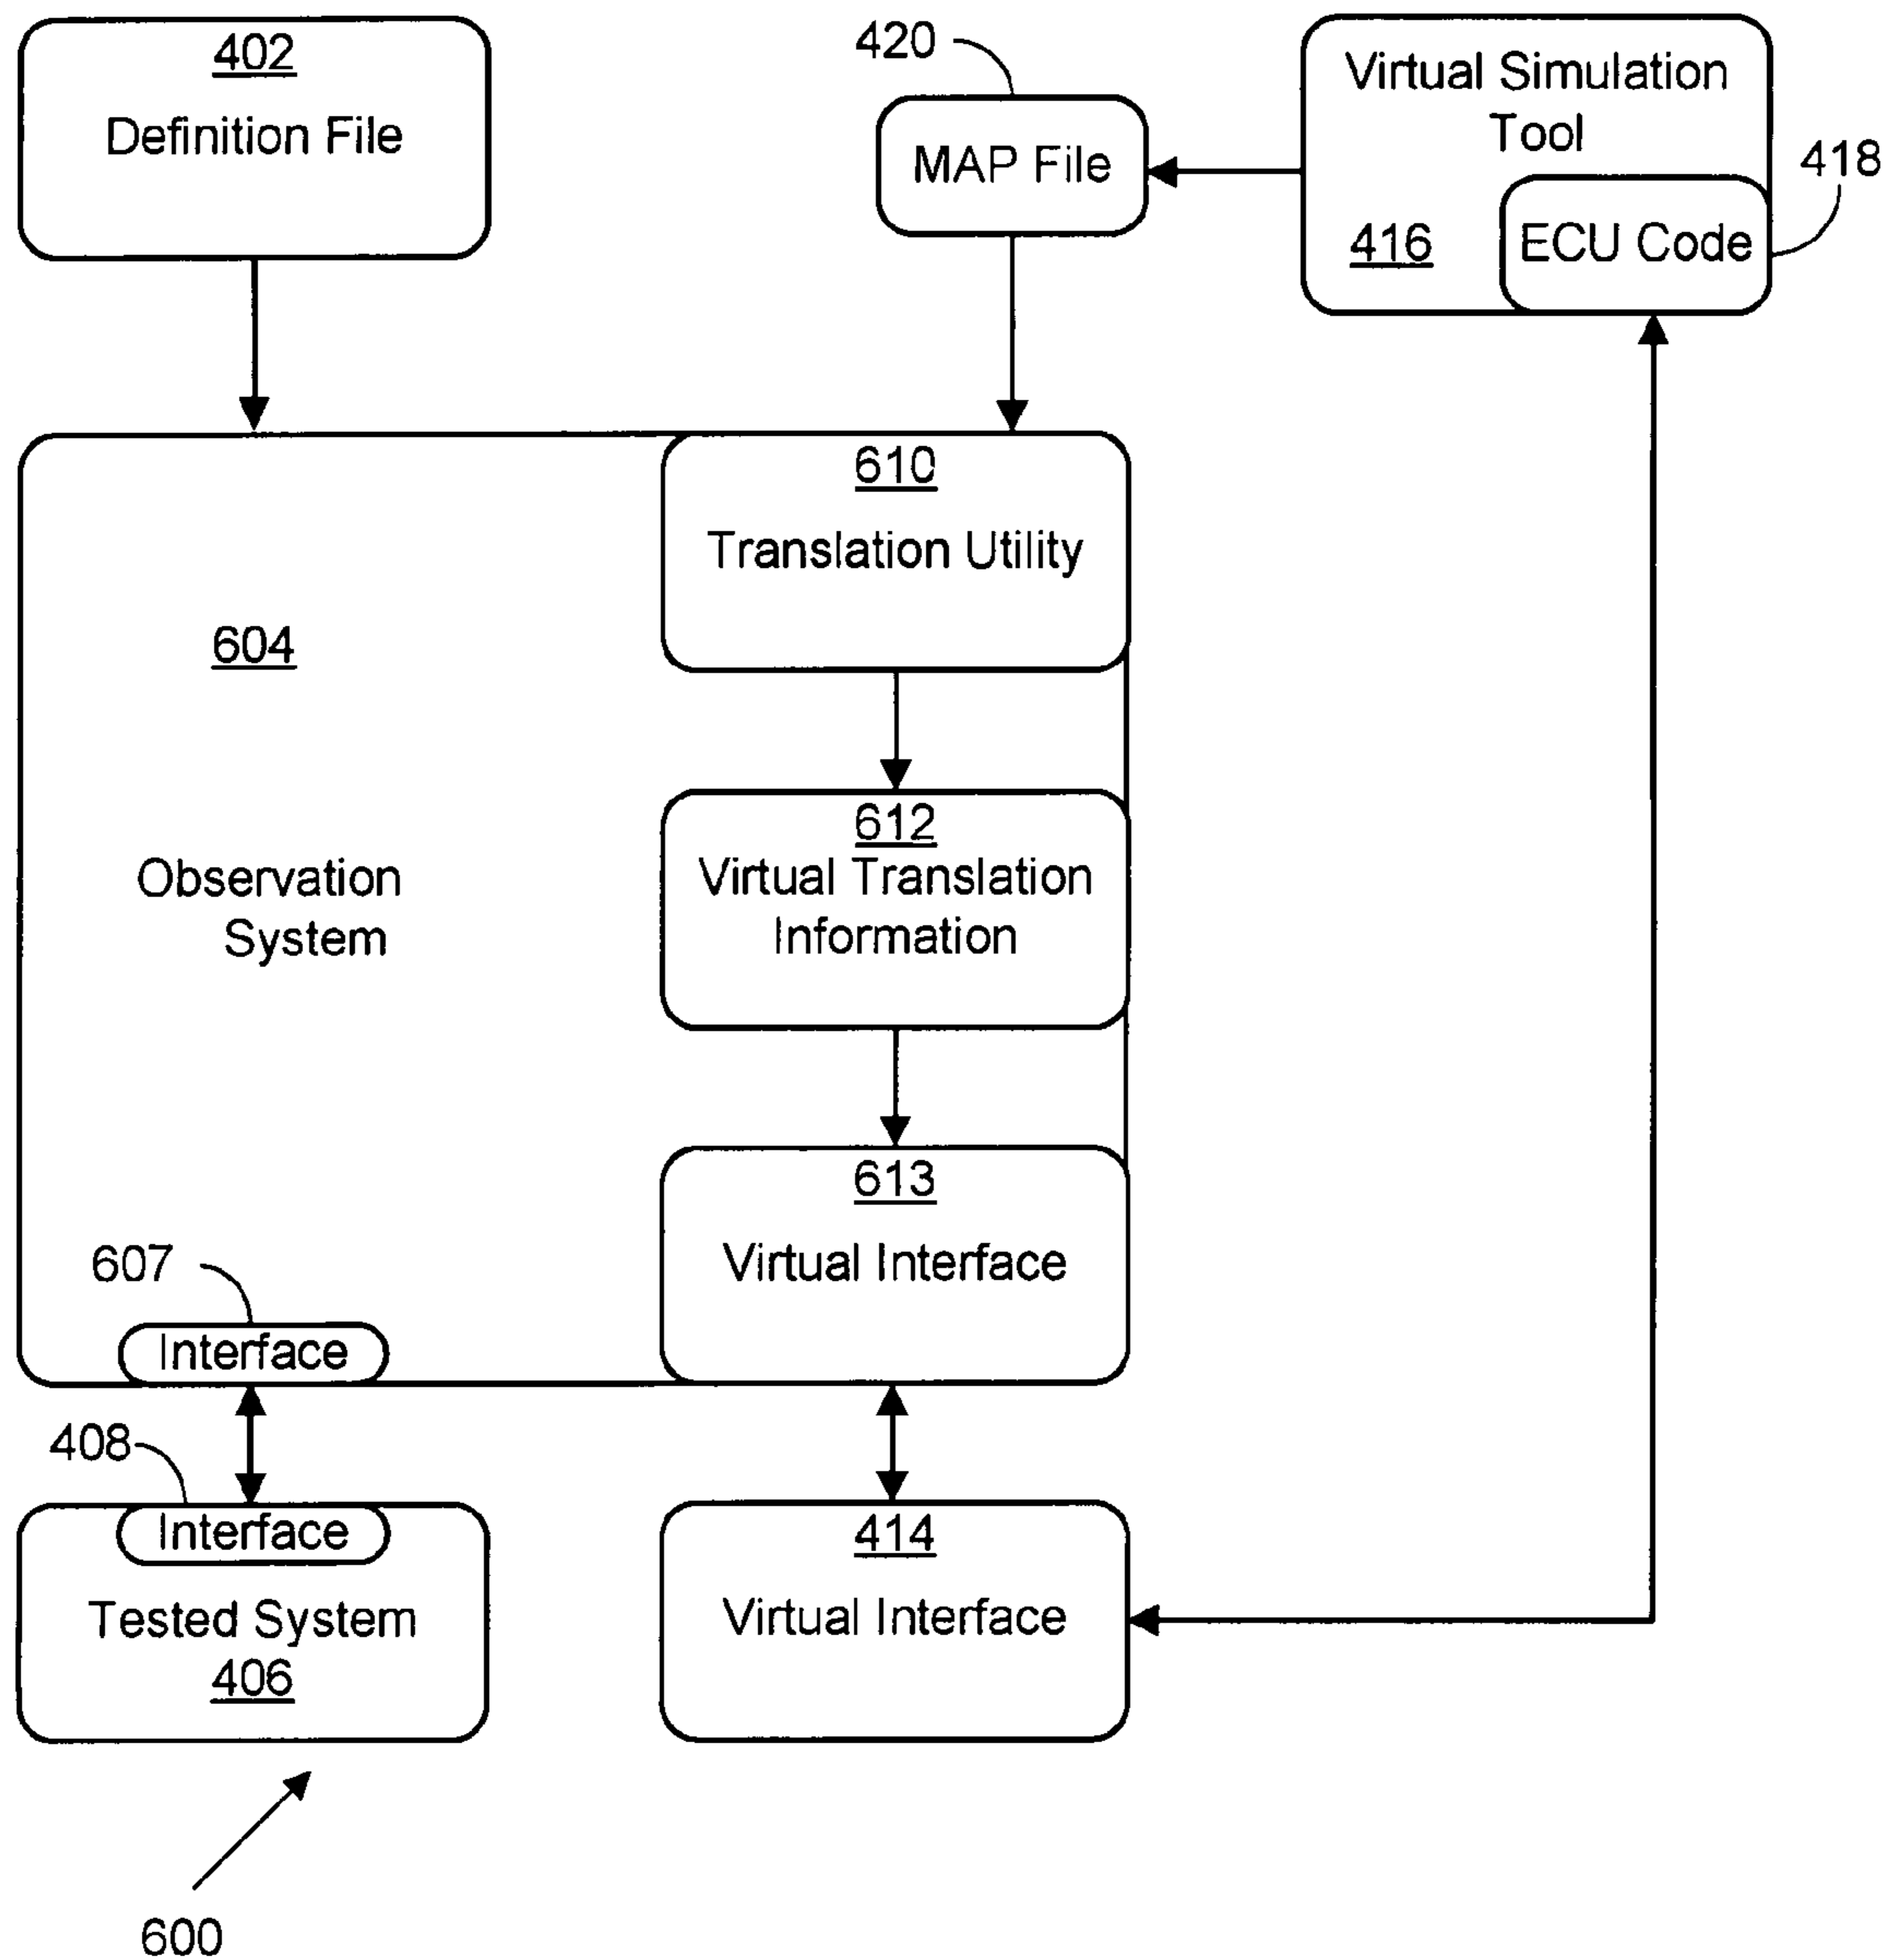 402
Definition File
420
MAP File
Virtual Simulation
Tool
416
ECU Code
418
610
Translation Utility
604
Observation
System
612
Virtual Translation
Information
613
Virtual Interface
607
Interface
408
Interface
Tested System
406
414
Virtual Interface
600